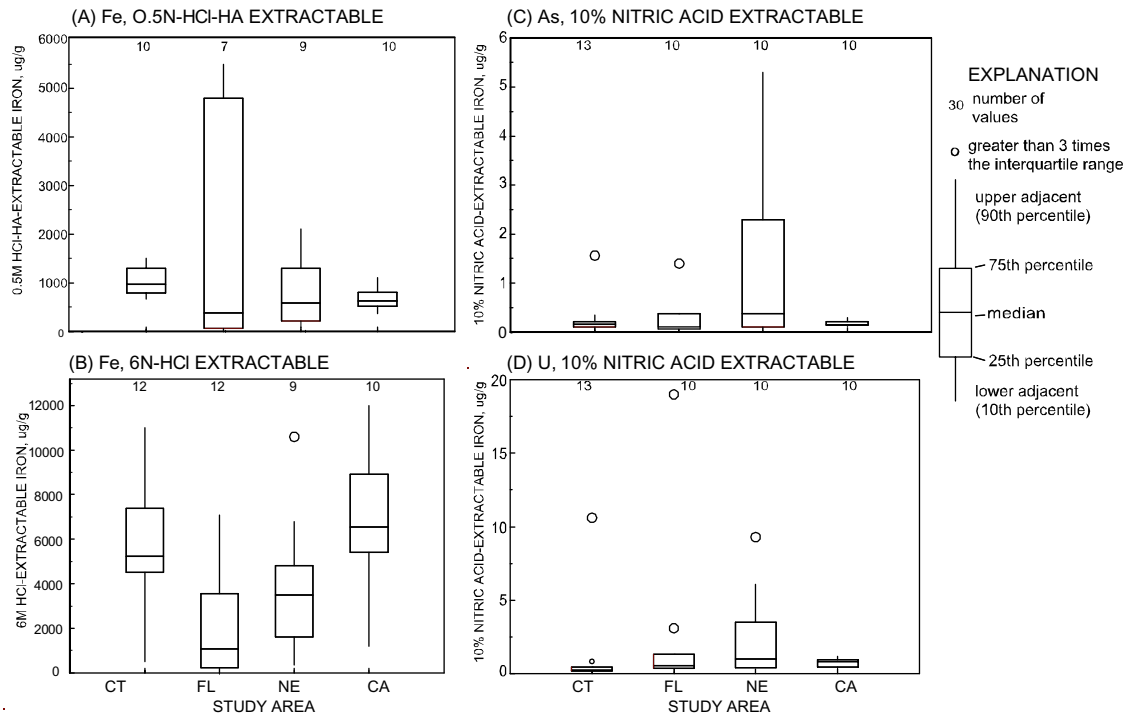 (A) Fe, O.5N-HCl-HA EXTRACTABLE
0.5M HCl-HA-EXTRACTABLE IRON, ug/g
6000
5000
4000
3000
2000
1000
0
10 7 9 10
(C) As, 10% NITRIC ACID EXTRACTABLE
10% NITRIC ACID-EXTRACTABLE IRON, ug/g
6
5
4
3
2
1
0
13 10 10 10
EXPLANATION
30 number of
values
greater than 3 times
the interquartile range
upper adjacent
(90th percentile)
75th percentile
median
25th percentile
lower adjacent
(10th percentile)
(B) Fe, 6N-HCl EXTRACTABLE
6M HCl-EXTRACTABLE IRON, ug/g
12000
10000
8000
6000
4000
2000
0
12 12 9 10
CT FL NE CA
STUDY AREA
(D) U, 10% NITRIC ACID EXTRACTABLE
10% NITRIC ACID-EXTRACTABLE IRON, ug/g
20
15
10
5
0
13 10 10 10
CT FL NE CA
STUDY AREA